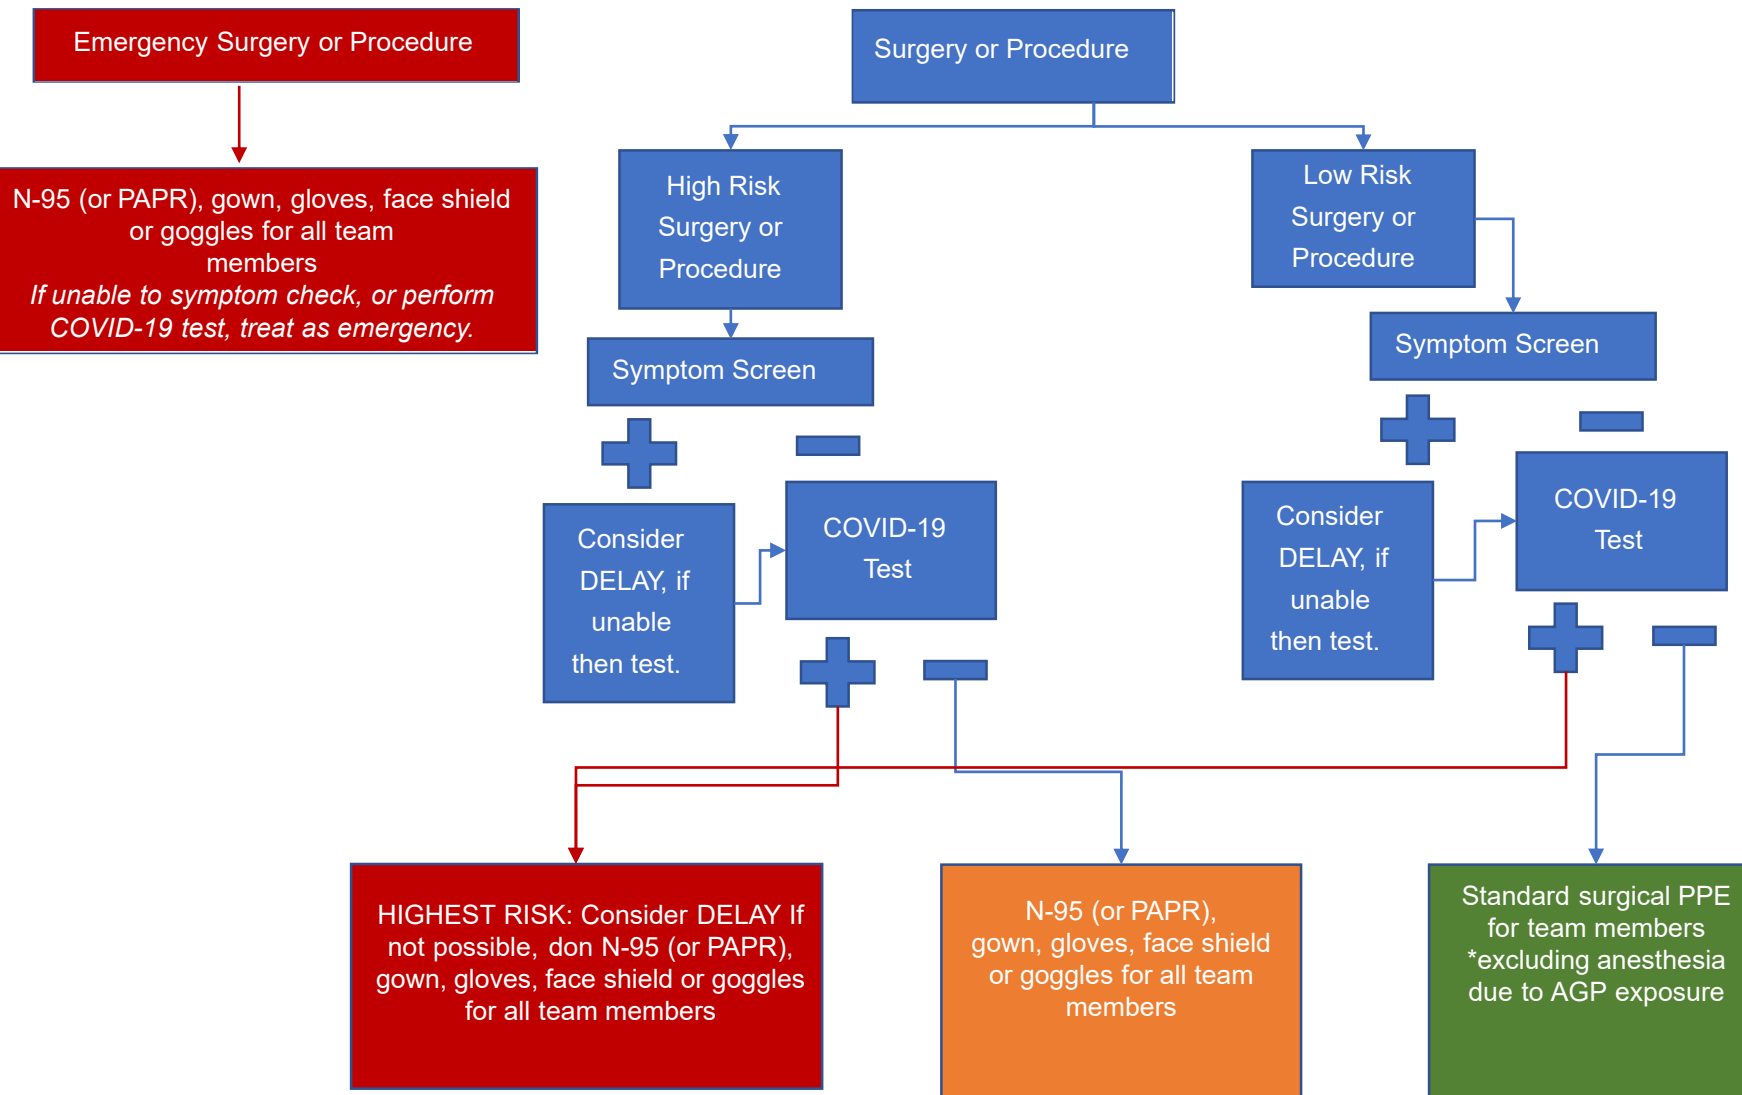 Emergency Surgery or Procedure
N-95 (or PAPR), gown, gloves, face shield
or goggles for all team
members
If unable to symptom check, or perform
COVID-19 test, treat as emergency.
Surgery or Procedure
High Risk
Surgery or
Procedure
Symptom Screen
Consider
DELAY, if
unable
then test.
COVID-19
Test
Low Risk
Surgery or
Procedure
Symptom Screen
Consider
DELAY, if
unable
then test.
COVID-19
Test
HIGHEST RISK: Consider DELAY If
not possible, don N-95 (or PAPR),
gown, gloves, face shield or goggles
for all team members
N-95 (or PAPR),
gown, gloves, face shield
or goggles for all team
members
Standard surgical PPE
for team members
*excluding anesthesia
due to AGP exposure